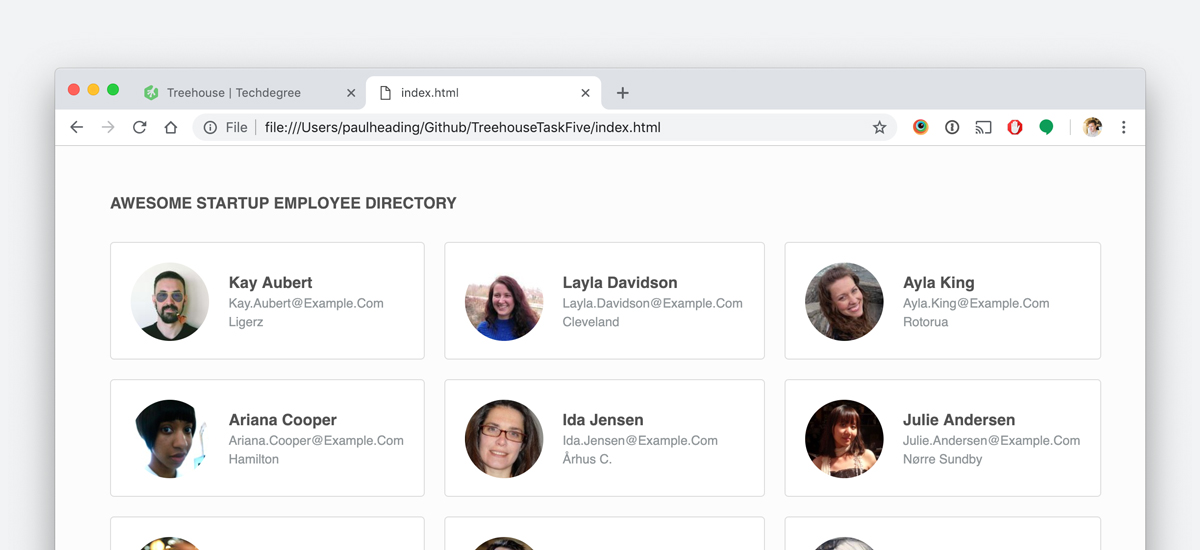 Treehouse | Techdegree
index.html
File
file:///Users/paulheading/Github/TreehouseTaskFive/index.html
AWESOME STARTUP EMPLOYEE DIRECTORY
Kay Aubert
Kay.Aubert@Example.Com
Ligerz
Layla Davidson
Layla.Davidson@Example.Com
Cleveland
Ayla King
Ayla.King@Example.Com
Rotorua
Ariana Cooper
Ariana.Cooper@Example.Com
Hamilton
Ida Jensen
Ida.Jensen@Example.Com
Århus C.
Julie Andersen
Julie.Andersen@Example.Com
Nørre Sundby